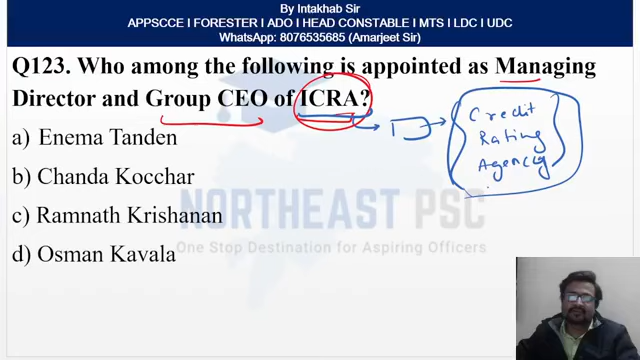 By Intakhab Sir
APPSCCE I FORESTER I ADO I HEAD CONSTABLE I MTS I LDC I UDC
WhatsApp: 8076535685 (Amarjeet Sir)
Q123. Who among the following is appointed as Managing
Director and Group CEO of ICRA?
Credit
Rating
Agency
a) Enema Tanden
b) Chanda Kocchar
c) Ramnath Krishanan
d) Osman Kavala
NORTHEAST PSC
One Stop Destination for Aspiring Officers